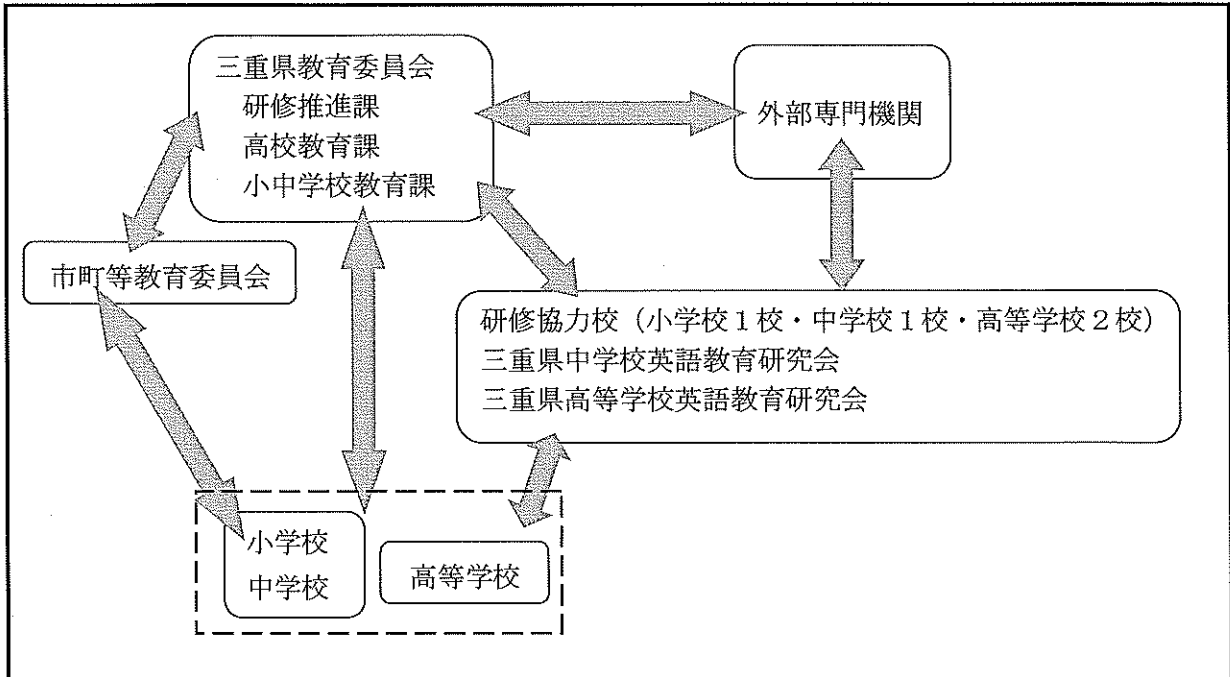 三重県教育委員会
研修推進課
高校教育課
小中学校教育課
外部専門機関
市町等教育委員会
研修協力校（小学校１校・中学校１校・高等学校２校）
三重県中学校英語教育研究会
三重県高等学校英語教育研究会
小学校
中学校
高等学校